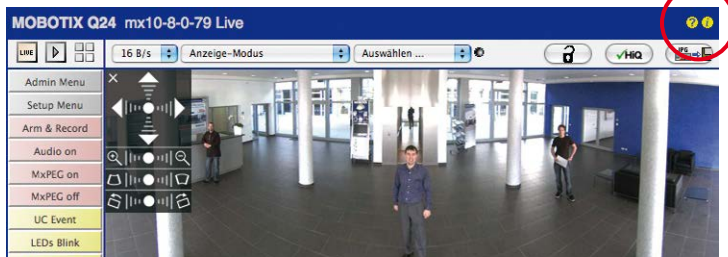 MOBOTIX Q24 mx10-8-0-79 Live
? i
LIVE 16 B/s Anzeige-Modus Auswählen ... HiQ JPG
Admin Menu
Setup Menu
Arm & Record
Audio on
MxPEG on
MxPEG off
UC Event
LEDs Blink